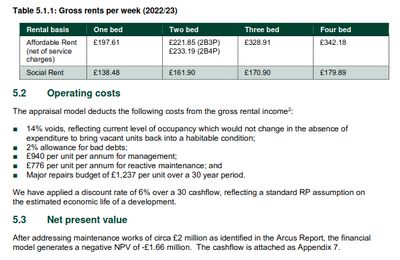 Table 5.1.1: Gross rents per week (2022/23)
Rental basis One bed Two bed Three bed Four bed
Affordable Rent £197.61 £221.85 (2B3P) £328.91 £342.18
(net of service £233.19 (2B4P)
charges)
Social Rent £138.48 £161.90 £170.90 £179.89
5.2 Operating costs
The appraisal model deducts the following costs from the gross rental income2:
■ 14% voids, reflecting current level of occupancy which would not change in the absence of
expenditure to bring vacant units back into a habitable condition;
■ 2% allowance for bad debts;
■ £940 per unit per annum for management;
■ £776 per unit per annum for reactive maintenance; and
■ Major repairs budget of £1,237 per unit over a 30 year period.
We have applied a discount rate of 6% over a 30 cashflow, reflecting a standard RP assumption on
the estimated economic life of a development.
5.3 Net present value
After addressing maintenance works of circa £2 million as identified in the Arcus Report, the financial
model generates a negative NPV of -£1.66 million. The cashflow is attached as Appendix 7.